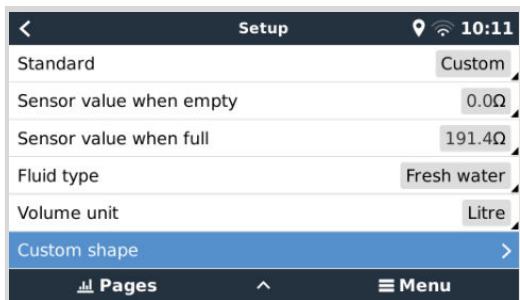 Setup 10:11
Standard Custom
Sensor value when empty 0.0Ω
Sensor value when full 191.4Ω
Fluid type Fresh water
Volume unit Litre
Custom shape
Pages Menu